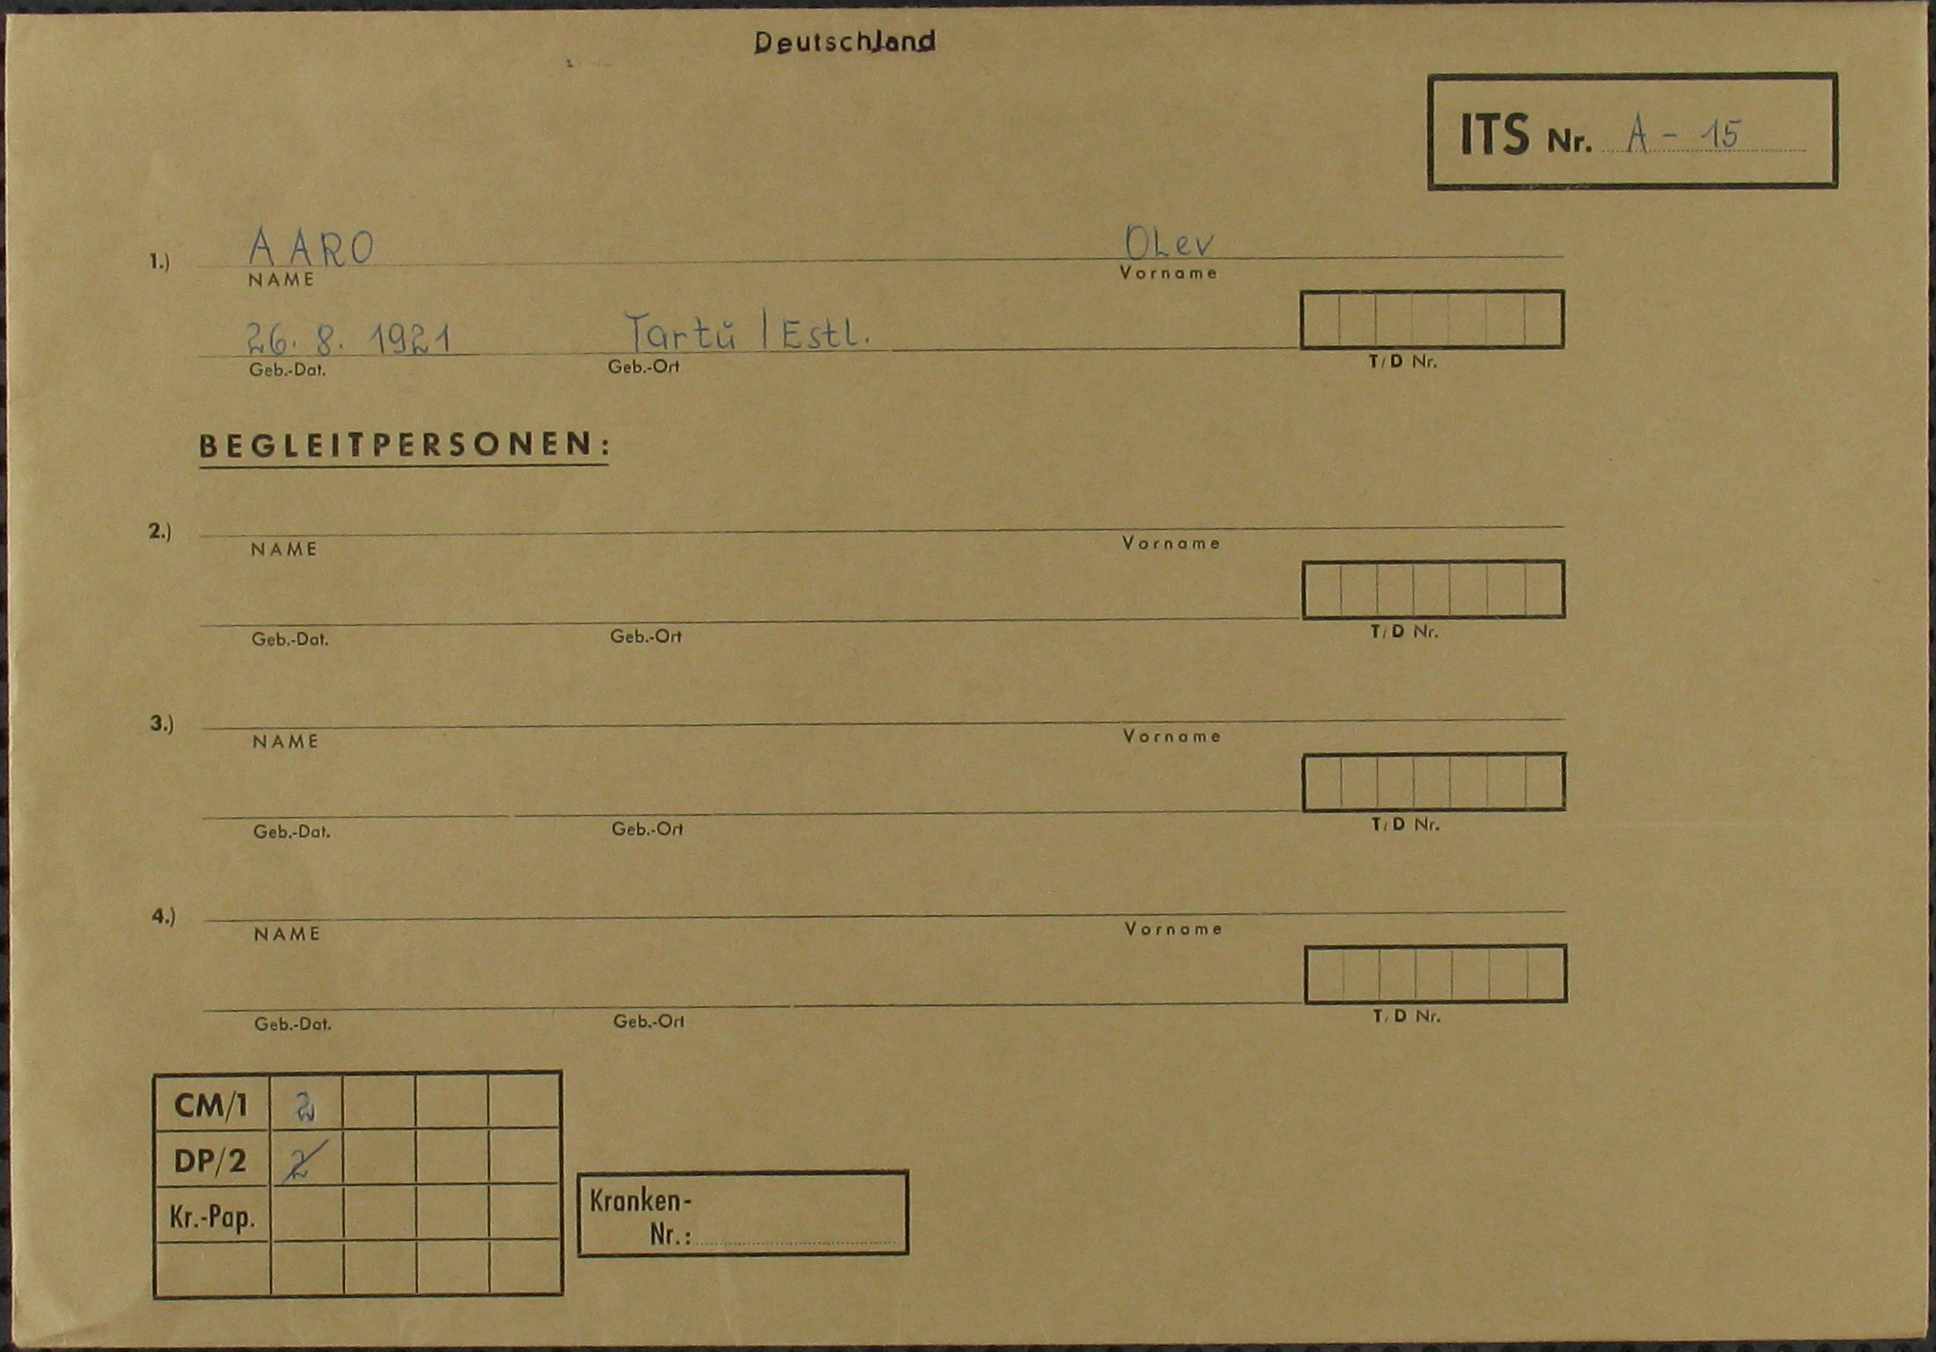 Deutschland
ITS Nr. A - 15
1.) AARO OLev
NAME Vorname
26. 8. 1921 Tartŭ / Estl.
Geb.-Dat. Geb.-Ort T/D Nr.
BEGLEITPERSONEN:
2.)
NAME Vorname
Geb.-Dat. Geb.-Ort T/D Nr.
3.)
NAME Vorname
Geb.-Dat. Geb.-Ort T/D Nr.
4.)
NAME Vorname
Geb.-Dat. Geb.-Ort T/D Nr.
CM/1 2
DP/2 2
Kr.-Pap.
Kranken-
Nr.: